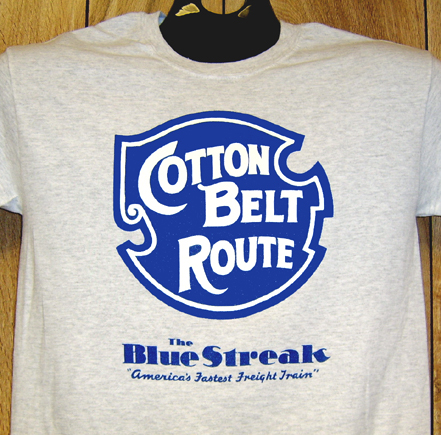 COTTON
BELT
ROUTE
The
Blue Streak
"America's Fastest Freight Train"